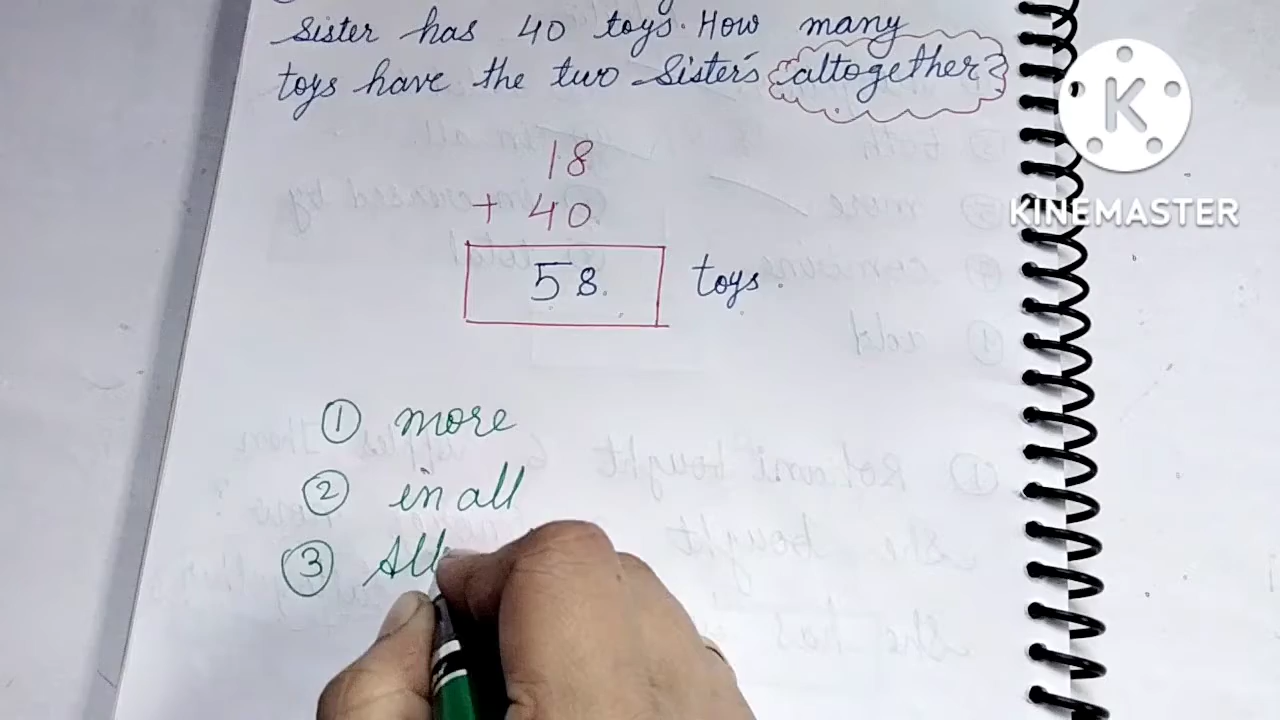 Sister has 40 toys. How many
toys have the two Sister's altogether?
18
+ 40
58 toys.
① more
② in all
③ All
K
KINEMASTER